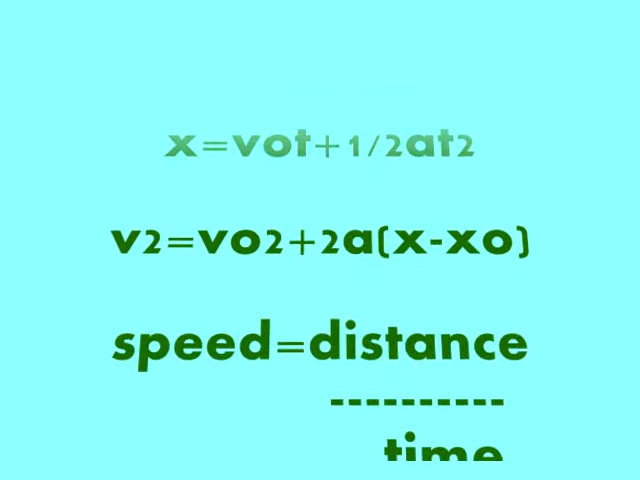 x=vot+1/2at2
v2=vo2+2a(x-xo)
speed=distance
----------
time